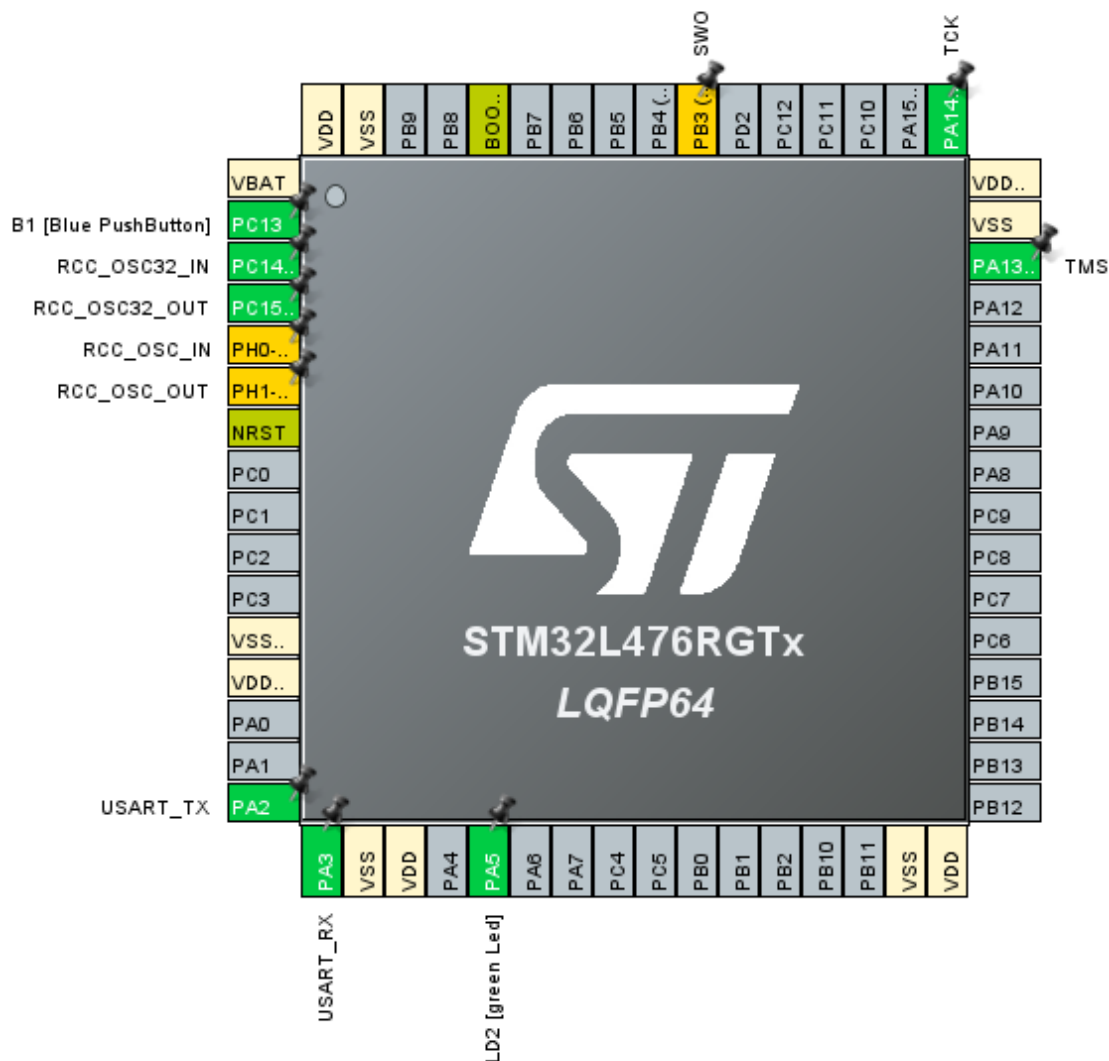 SWO
TCK
VDD
VSS
PB9
PB8
BOO..
PB7
PB6
PB5
PB4 (..
PB3 (..
PD2
PC12
PC11
PC10
PA15..
PA14..
VBAT
B1 [Blue PushButton] PC13
RCC_OSC32_IN PC14..
RCC_OSC32_OUT PC15..
RCC_OSC_IN PH0-..
RCC_OSC_OUT PH1-..
NRST
PC0
PC1
PC2
PC3
VSS..
VDD..
PA0
PA1
USART_TX PA2
ST
STM32L476RGTx
LQFP64
VDD..
VSS
PA13.. TMS
PA12
PA11
PA10
PA9
PA8
PC9
PC8
PC7
PC6
PB15
PB14
PB13
PB12
PA3
VSS
VDD
PA4
PA5
PA6
PA7
PC4
PC5
PB0
PB1
PB2
PB10
PB11
VSS
VDD
USART_RX
LD2 [green Led]